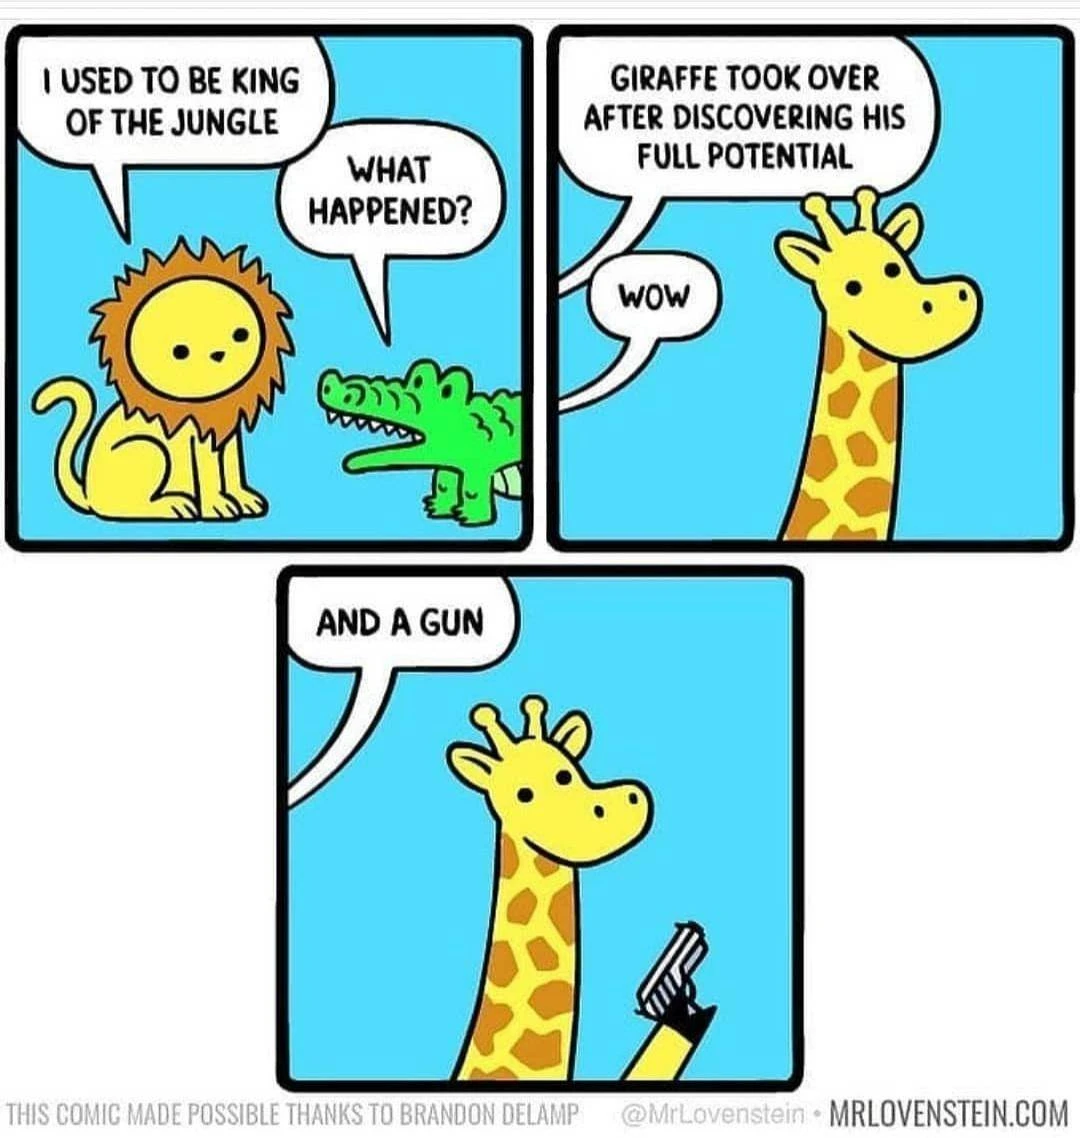 I USED TO BE KING
OF THE JUNGLE
WHAT
HAPPENED?
GIRAFFE TOOK OVER
AFTER DISCOVERING HIS
FULL POTENTIAL
WOW
AND A GUN
THIS COMIC MADE POSSIBLE THANKS TO BRANDON DELAMP @MrLovenstein • MRLOVENSTEIN.COM